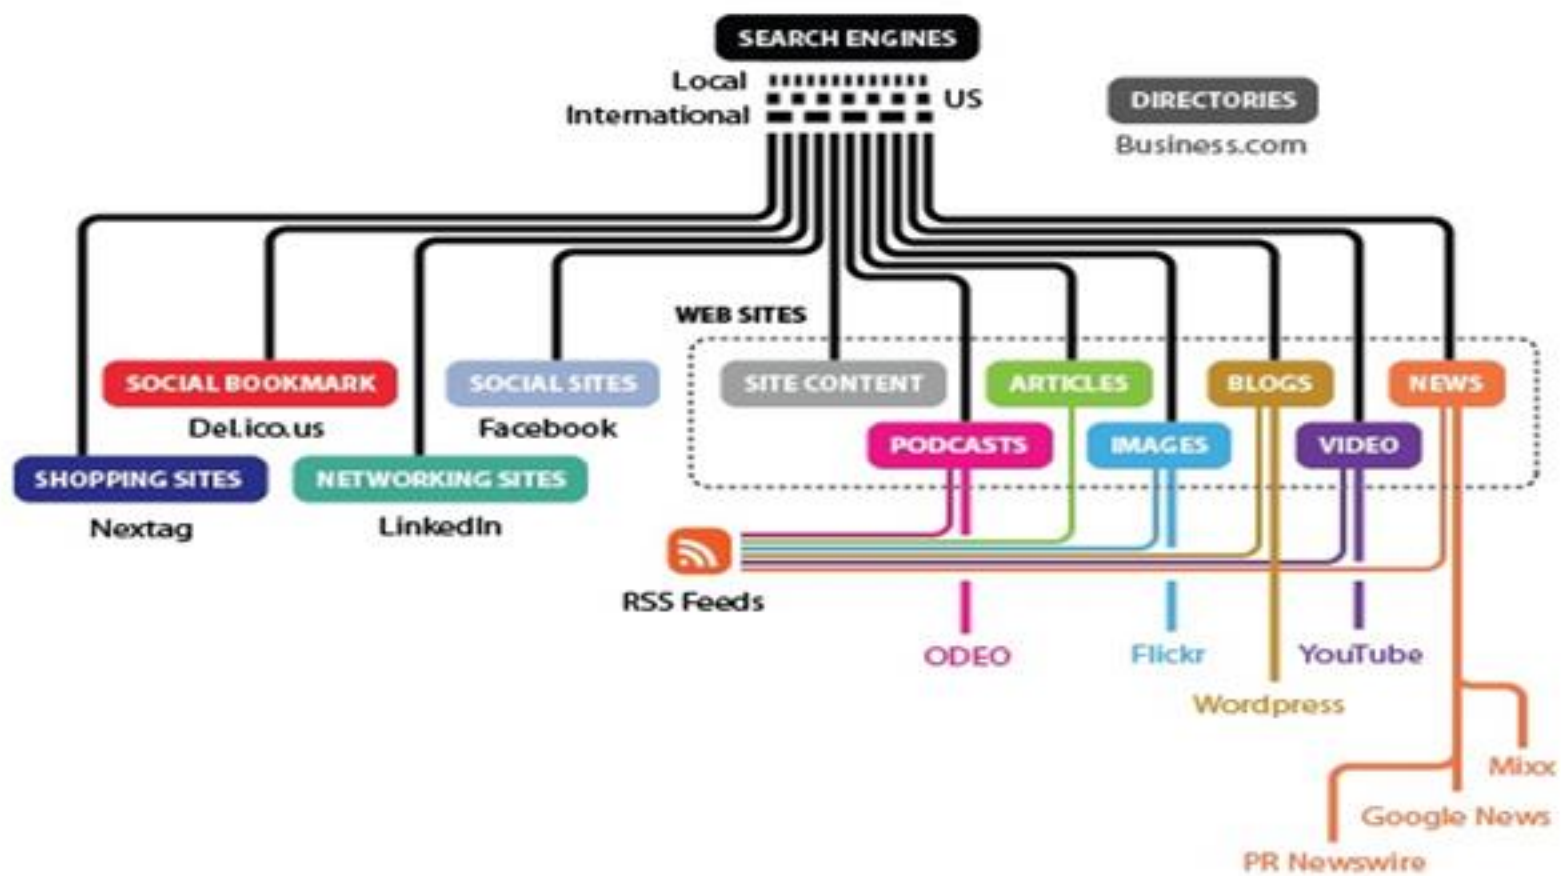 SEARCH ENGINES
Local
US
International
DIRECTORIES
Business.com
WEB SITES
SOCIAL BOOKMARK
Del.ico.us
SOCIAL SITES
Facebook
SITE CONTENT
ARTICLES
BLOGS
NEWS
PODCASTS
IMAGES
VIDEO
SHOPPING SITES
Nextag
NETWORKING SITES
LinkedIn
RSS Feeds
ODEO
Flickr
YouTube
Wordpress
Mixx
Google News
PR Newswire